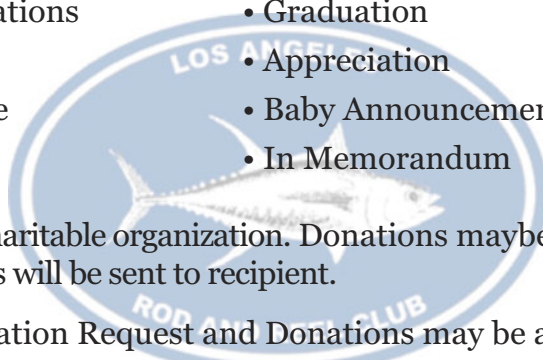 ations • Graduation
LOS ANGELES
• Appreciation
e • Baby Announcemen
• In Memorandum
haritable organization. Donations maybe
s will be sent to recipient.
ROD AND REEL CLUB
ation Request and Donations may be a